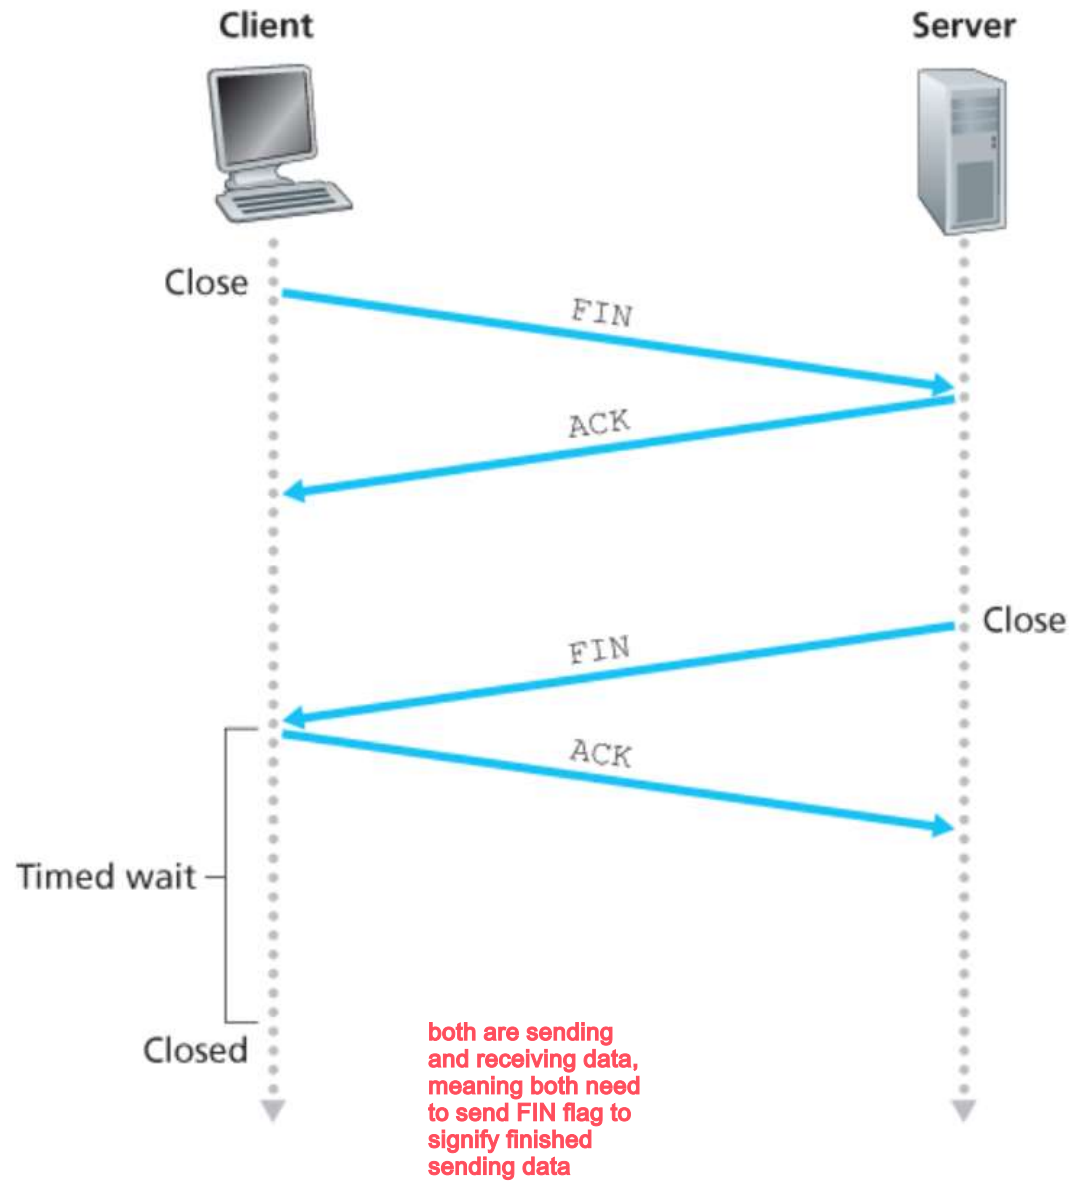 Client
Server
Close
FIN
ACK
Close
FIN
ACK
Timed wait
Closed
both are sending
and receiving data,
meaning both need
to send FIN flag to
signify finished
sending data